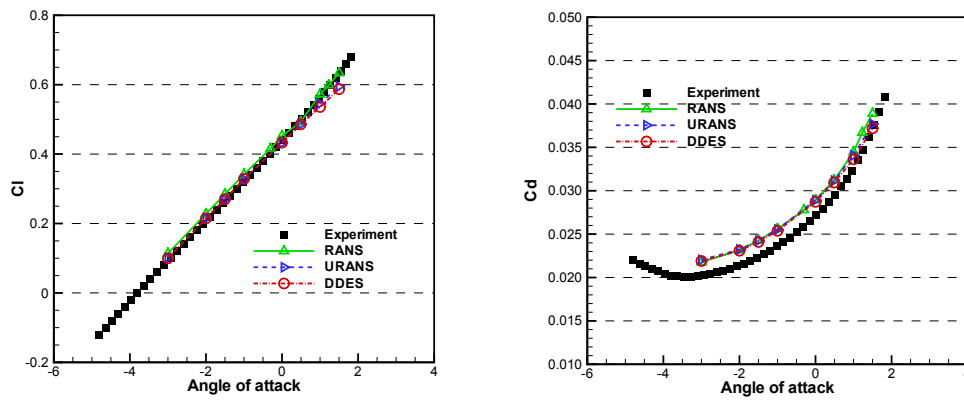 Cl
0.8
0.6
0.4
0.2
0
-0.2
-6
-4
-2
0
2
4
Angle of attack
Experiment
RANS
URANS
DDES
Cd
0.050
0.045
0.040
0.035
0.030
0.025
0.020
0.015
0.010
-6
-4
-2
0
2
4
Angle of attack
Experiment
RANS
URANS
DDES